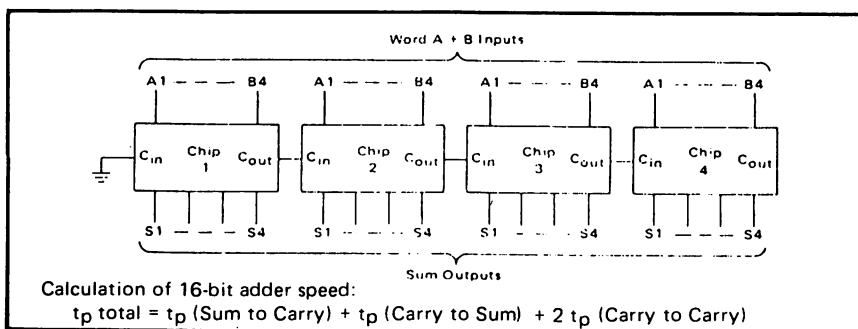 Word A + B Inputs
A1 — — — — B4 A1 — — — — B4 A1 — — — — B4 A1 — — — — B4
Cin Chip 1 Cout Cin Chip 2 Cout Cin Chip 3 Cout Cin Chip 4 Cout
S1 — — — — S4 S1 — — — — S4 S1 — — — — S4 S1 — — — — S4
Sum Outputs
Calculation of 16-bit adder speed:
tp total = tp (Sum to Carry) + tp (Carry to Sum) + 2 tp (Carry to Carry)